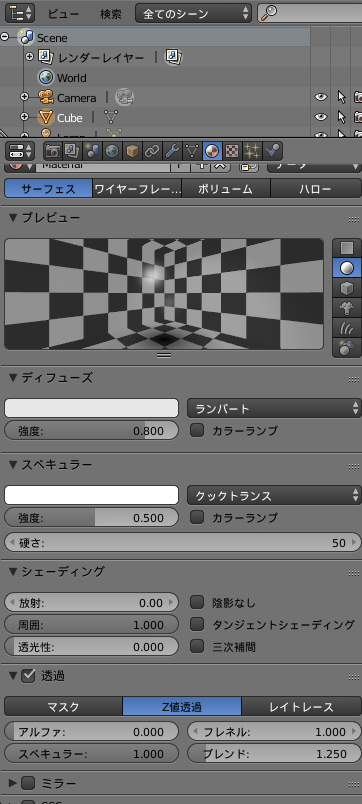 ビュー 検索 全てのシーン
Scene
レンダーレイヤー
World
Camera
Cube
Material
サーフェス ワイヤーフレー... ボリューム ハロー
プレビュー
ディフューズ
ランバート
強度: 0.800 カラーランプ
スペキュラー
クックトランス
強度: 0.500 カラーランプ
硬さ: 50
シェーディング
放射: 0.00 陰影なし
周囲: 1.000 タンジェントシェーディング
透光性: 0.000 三次補間
透過
マスク Z値透過 レイトレース
アルファ: 0.000 フレネル: 1.000
スペキュラー: 1.000 ブレンド: 1.250
ミラー